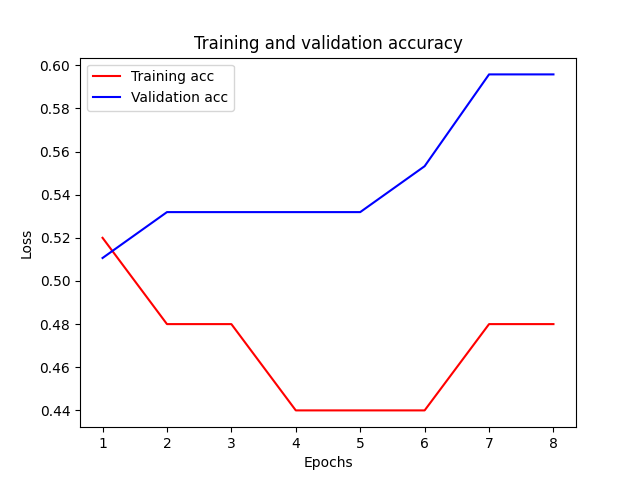 Training and validation accuracy
Training acc
Validation acc
0.60
0.58
0.56
0.54
0.52
0.50
0.48
0.46
0.44
Loss
1 2 3 4 5 6 7 8
Epochs